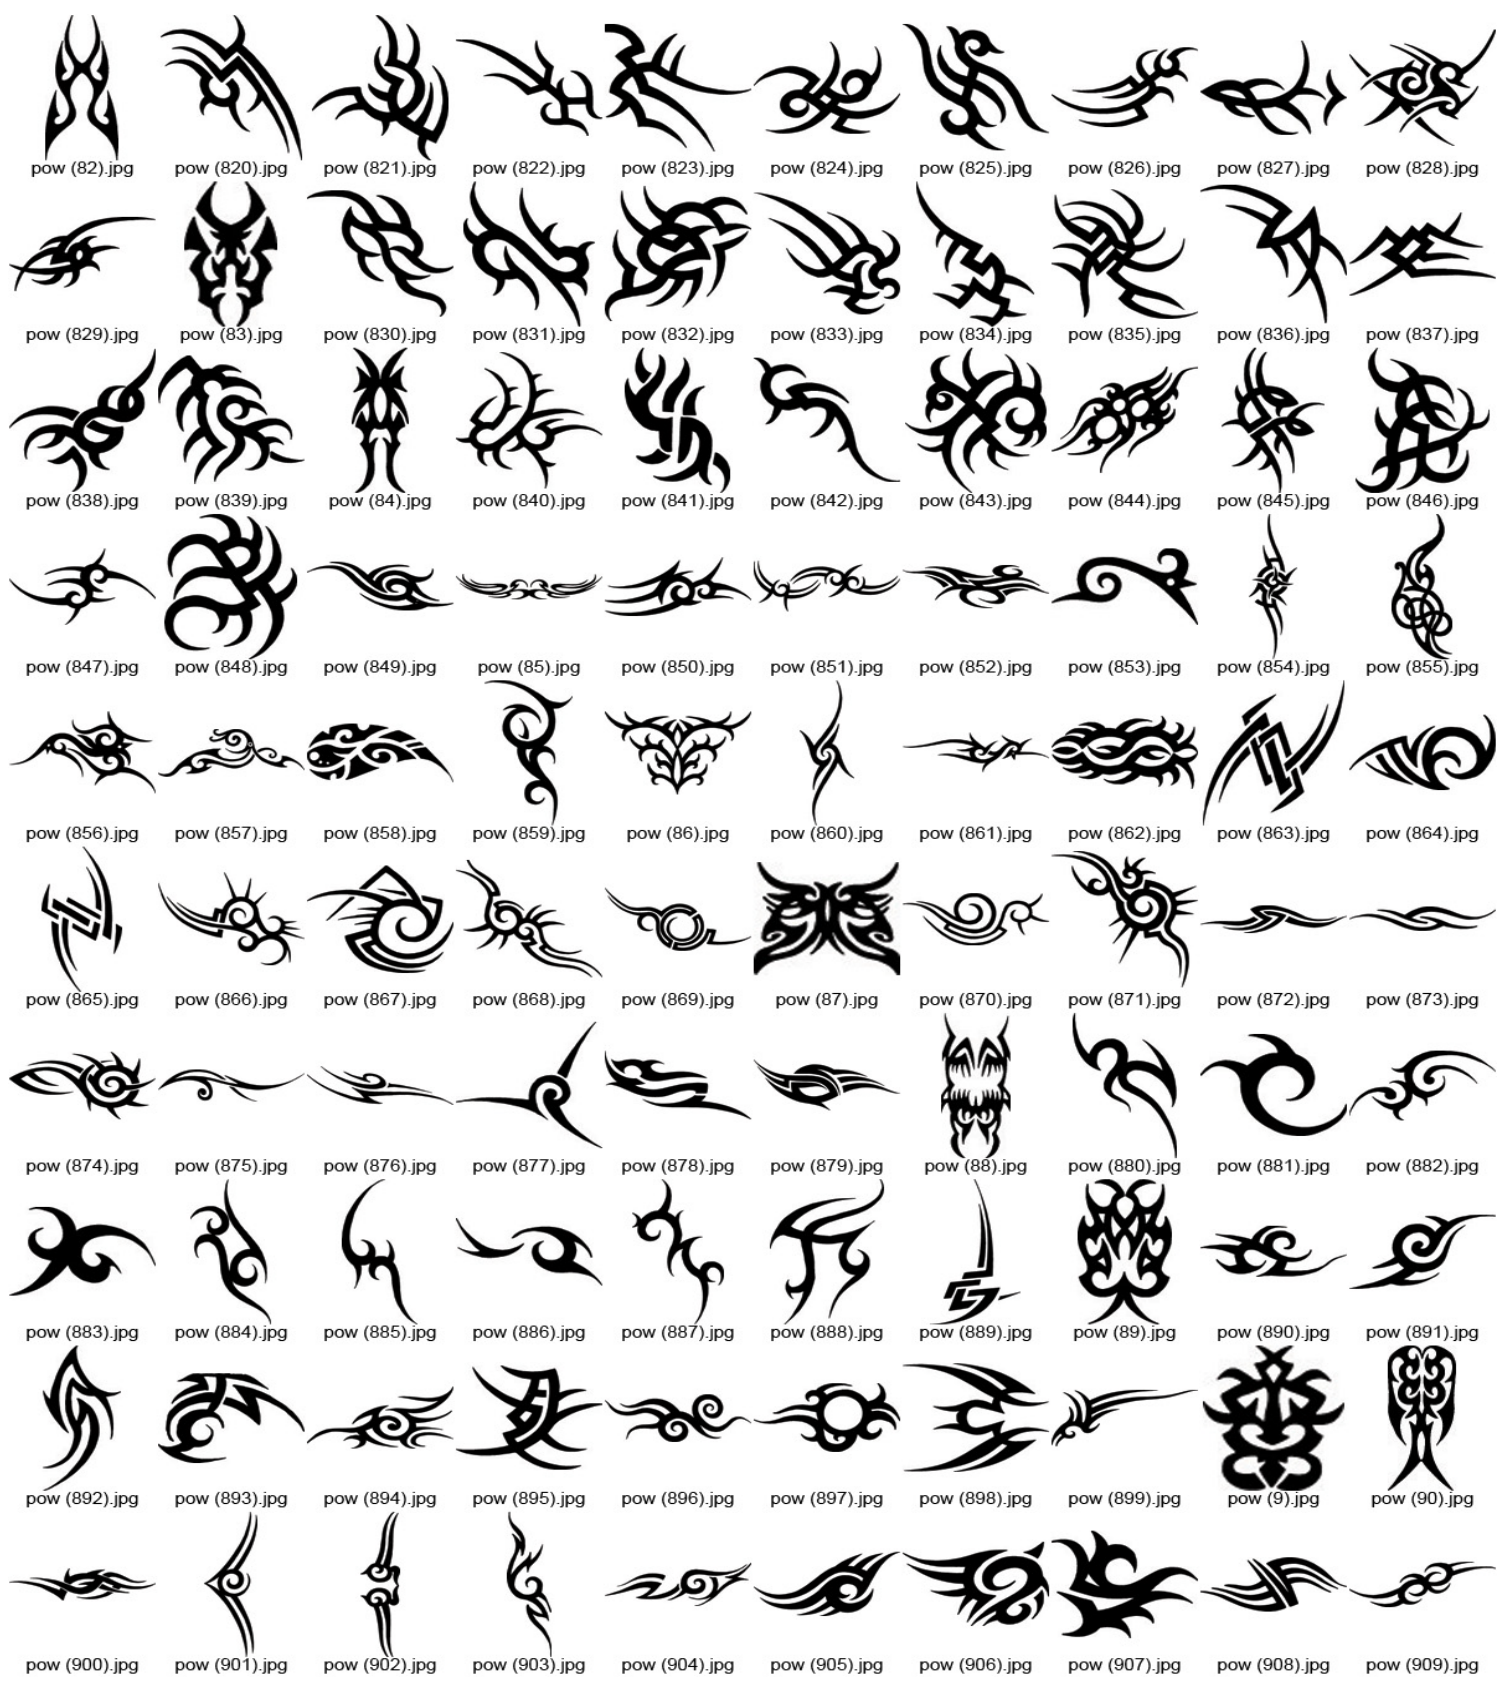 pow (82).jpg pow (820).jpg pow (821).jpg pow (822).jpg pow (823).jpg pow (824).jpg pow (825).jpg pow (826).jpg pow (827).jpg pow (828).jpg
pow (829).jpg pow (83).jpg pow (830).jpg pow (831).jpg pow (832).jpg pow (833).jpg pow (834).jpg pow (835).jpg pow (836).jpg pow (837).jpg
pow (838).jpg pow (839).jpg pow (84).jpg pow (840).jpg pow (841).jpg pow (842).jpg pow (843).jpg pow (844).jpg pow (845).jpg pow (846).jpg
pow (847).jpg pow (848).jpg pow (849).jpg pow (85).jpg pow (850).jpg pow (851).jpg pow (852).jpg pow (853).jpg pow (854).jpg pow (855).jpg
pow (856).jpg pow (857).jpg pow (858).jpg pow (859).jpg pow (86).jpg pow (860).jpg pow (861).jpg pow (862).jpg pow (863).jpg pow (864).jpg
pow (865).jpg pow (866).jpg pow (867).jpg pow (868).jpg pow (869).jpg pow (87).jpg pow (870).jpg pow (871).jpg pow (872).jpg pow (873).jpg
pow (874).jpg pow (875).jpg pow (876).jpg pow (877).jpg pow (878).jpg pow (879).jpg pow (88).jpg pow (880).jpg pow (881).jpg pow (882).jpg
pow (883).jpg pow (884).jpg pow (885).jpg pow (886).jpg pow (887).jpg pow (888).jpg pow (889).jpg pow (89).jpg pow (890).jpg pow (891).jpg
pow (892).jpg pow (893).jpg pow (894).jpg pow (895).jpg pow (896).jpg pow (897).jpg pow (898).jpg pow (899).jpg pow (9).jpg pow (90).jpg
pow (900).jpg pow (901).jpg pow (902).jpg pow (903).jpg pow (904).jpg pow (905).jpg pow (906).jpg pow (907).jpg pow (908).jpg pow (909).jpg